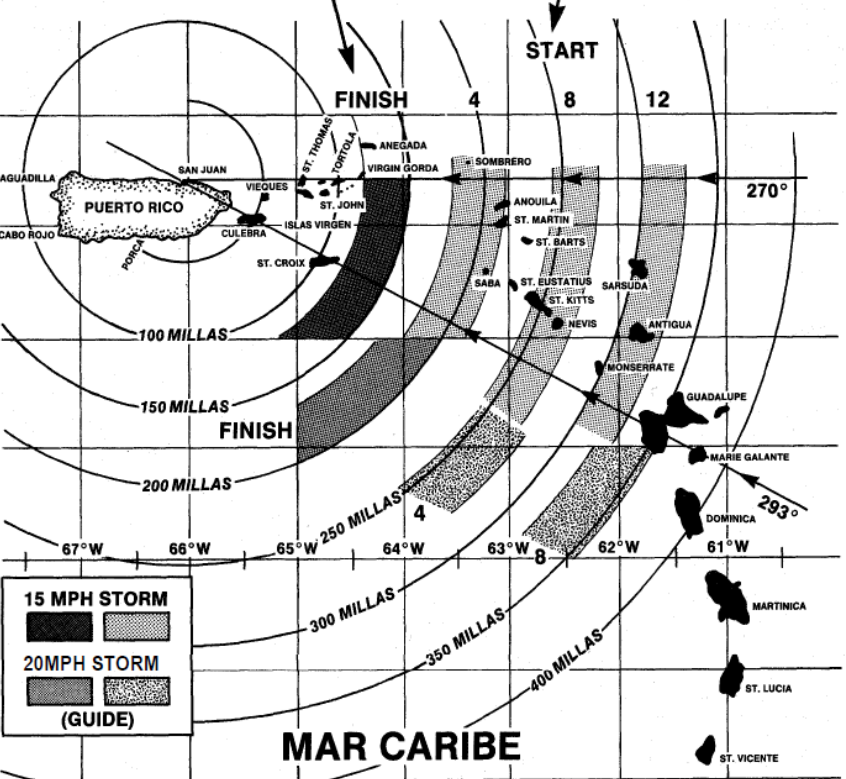 START
FINISH
4
8
12
ST. THOMAS
TORTOLA
ANEGADA
SOMBRERO
VIRGIN GORDA
SAN JUAN
AGUADILLA
VIEQUES
270°
PUERTO RICO
ST. JOHN
ANOUILA
ST. MARTIN
ISLAS VIRGEN
CULEBRA
CABO ROJO
ST. BARTS
PORCA
ST. CROIX
SABA
ST. EUSTATIUS
SARSUDA
ST. KITTS
NEVIS
ANTIGUA
100 MILLAS
MONSERRATE
GUADALUPE
150 MILLAS
FINISH
MARIE GALANTE
200 MILLAS
293°
250 MILLAS
4
DOMINICA
67°W
66°W
65°W
64°W
63°W
62°W
61°W
8
15 MPH STORM
20MPH STORM
(GUIDE)
300 MILLAS
350 MILLAS
400 MILLAS
MARTINICA
ST. LUCIA
MAR CARIBE
ST. VICENTE